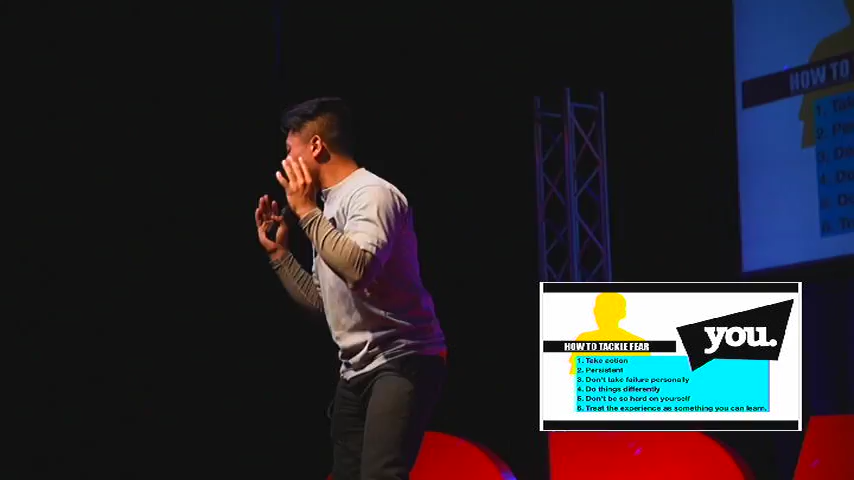 HOW TO
you.
HOW TO TACKLE FEAR
1. Take action
2. Persistent
3. Don't take failure personally
4. Do things differently
5. Don't be so hard on yourself
6. Treat the experience as something you can learn.